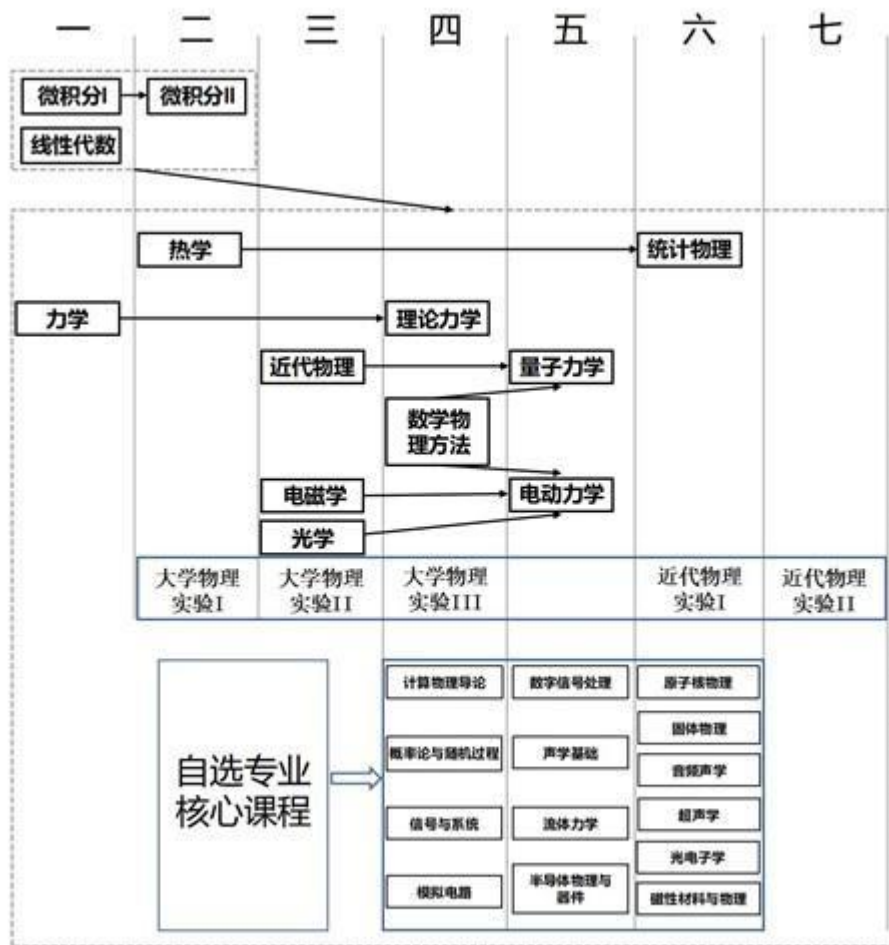 一 二 三 四 五 六 七
微积分I 微积分II
线性代数
热学 统计物理
力学 理论力学
近代物理 量子力学
数学物
理方法
电磁学 电动力学
光学
大学物理 大学物理 大学物理 近代物理 近代物理
实验I 实验II 实验III 实验I 实验II
自选专业
核心课程
计算物理导论 数字信号处理 原子核物理
固体物理
概率论与随机过程 声学基础
音频声学
信号与系统 流体力学 超声学
光电子学
模拟电路 半导体物理与
器件
磁性材料与物理